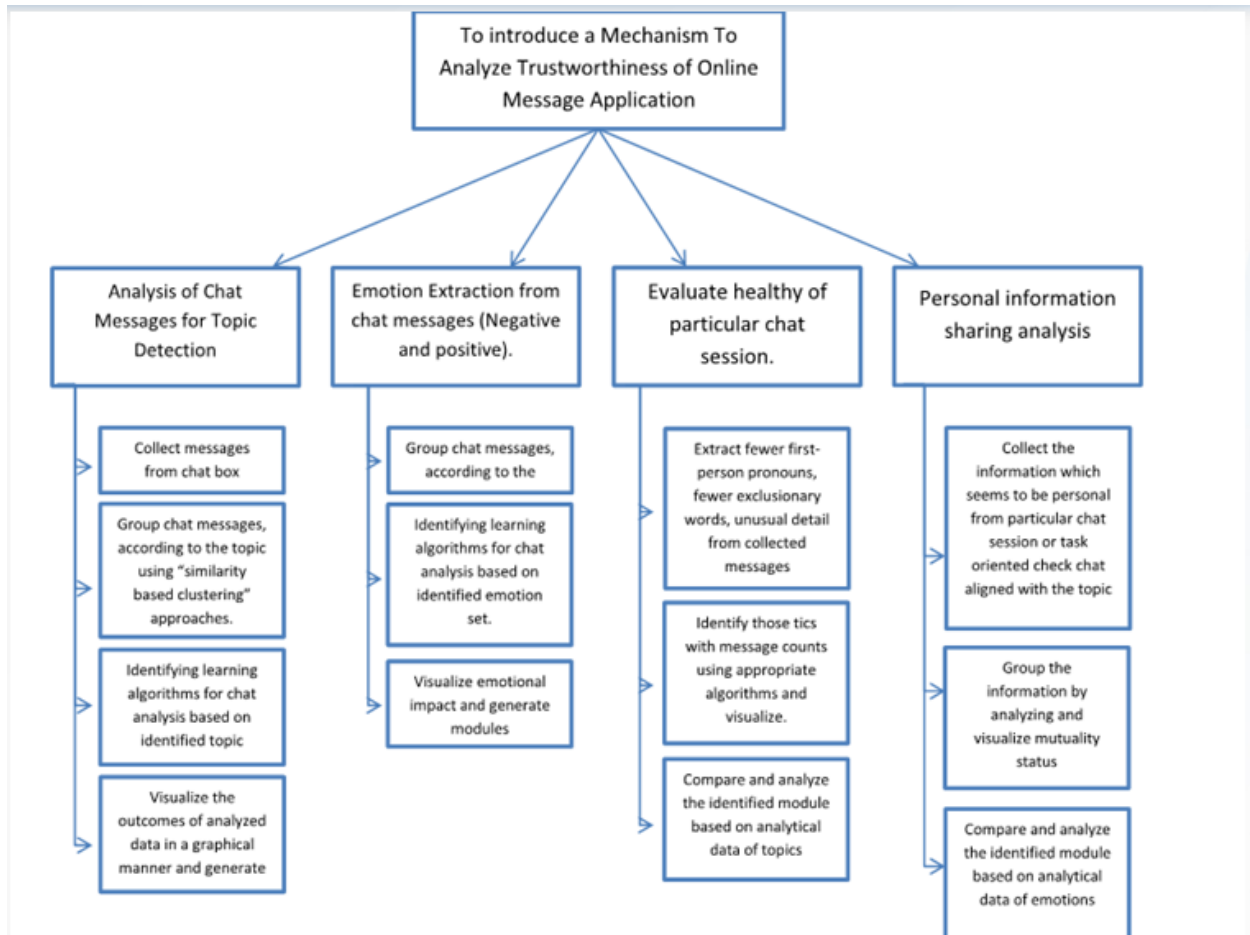 To introduce a Mechanism To
Analyze Trustworthiness of Online
Message Application
Analysis of Chat
Messages for Topic
Detection
Collect messages
from chat box
Group chat messages,
according to the topic
using “similarity
based clustering”
approaches.
Identifying learning
algorithms for chat
analysis based on
identified topic
Visualize the
outcomes of analyzed
data in a graphical
manner and generate
Emotion Extraction from
chat messages (Negative
and positive).
Group chat messages,
according to the
Identifying learning
algorithms for chat
analysis based on
identified emotion
set.
Visualize emotional
impact and generate
modules
Evaluate healthy of
particular chat
session.
Extract fewer first-
person pronouns,
fewer exclusionary
words, unusual detail
from collected
messages
Identify those tics
with message counts
using appropriate
algorithms and
visualize.
Compare and analyze
the identified module
based on analytical
data of topics
Personal information
sharing analysis
Collect the
information which
seems to be personal
from particular chat
session or task
oriented check chat
aligned with the topic
Group the
information by
analyzing and
visualize mutuality
status
Compare and analyze
the identified module
based on analytical
data of emotions